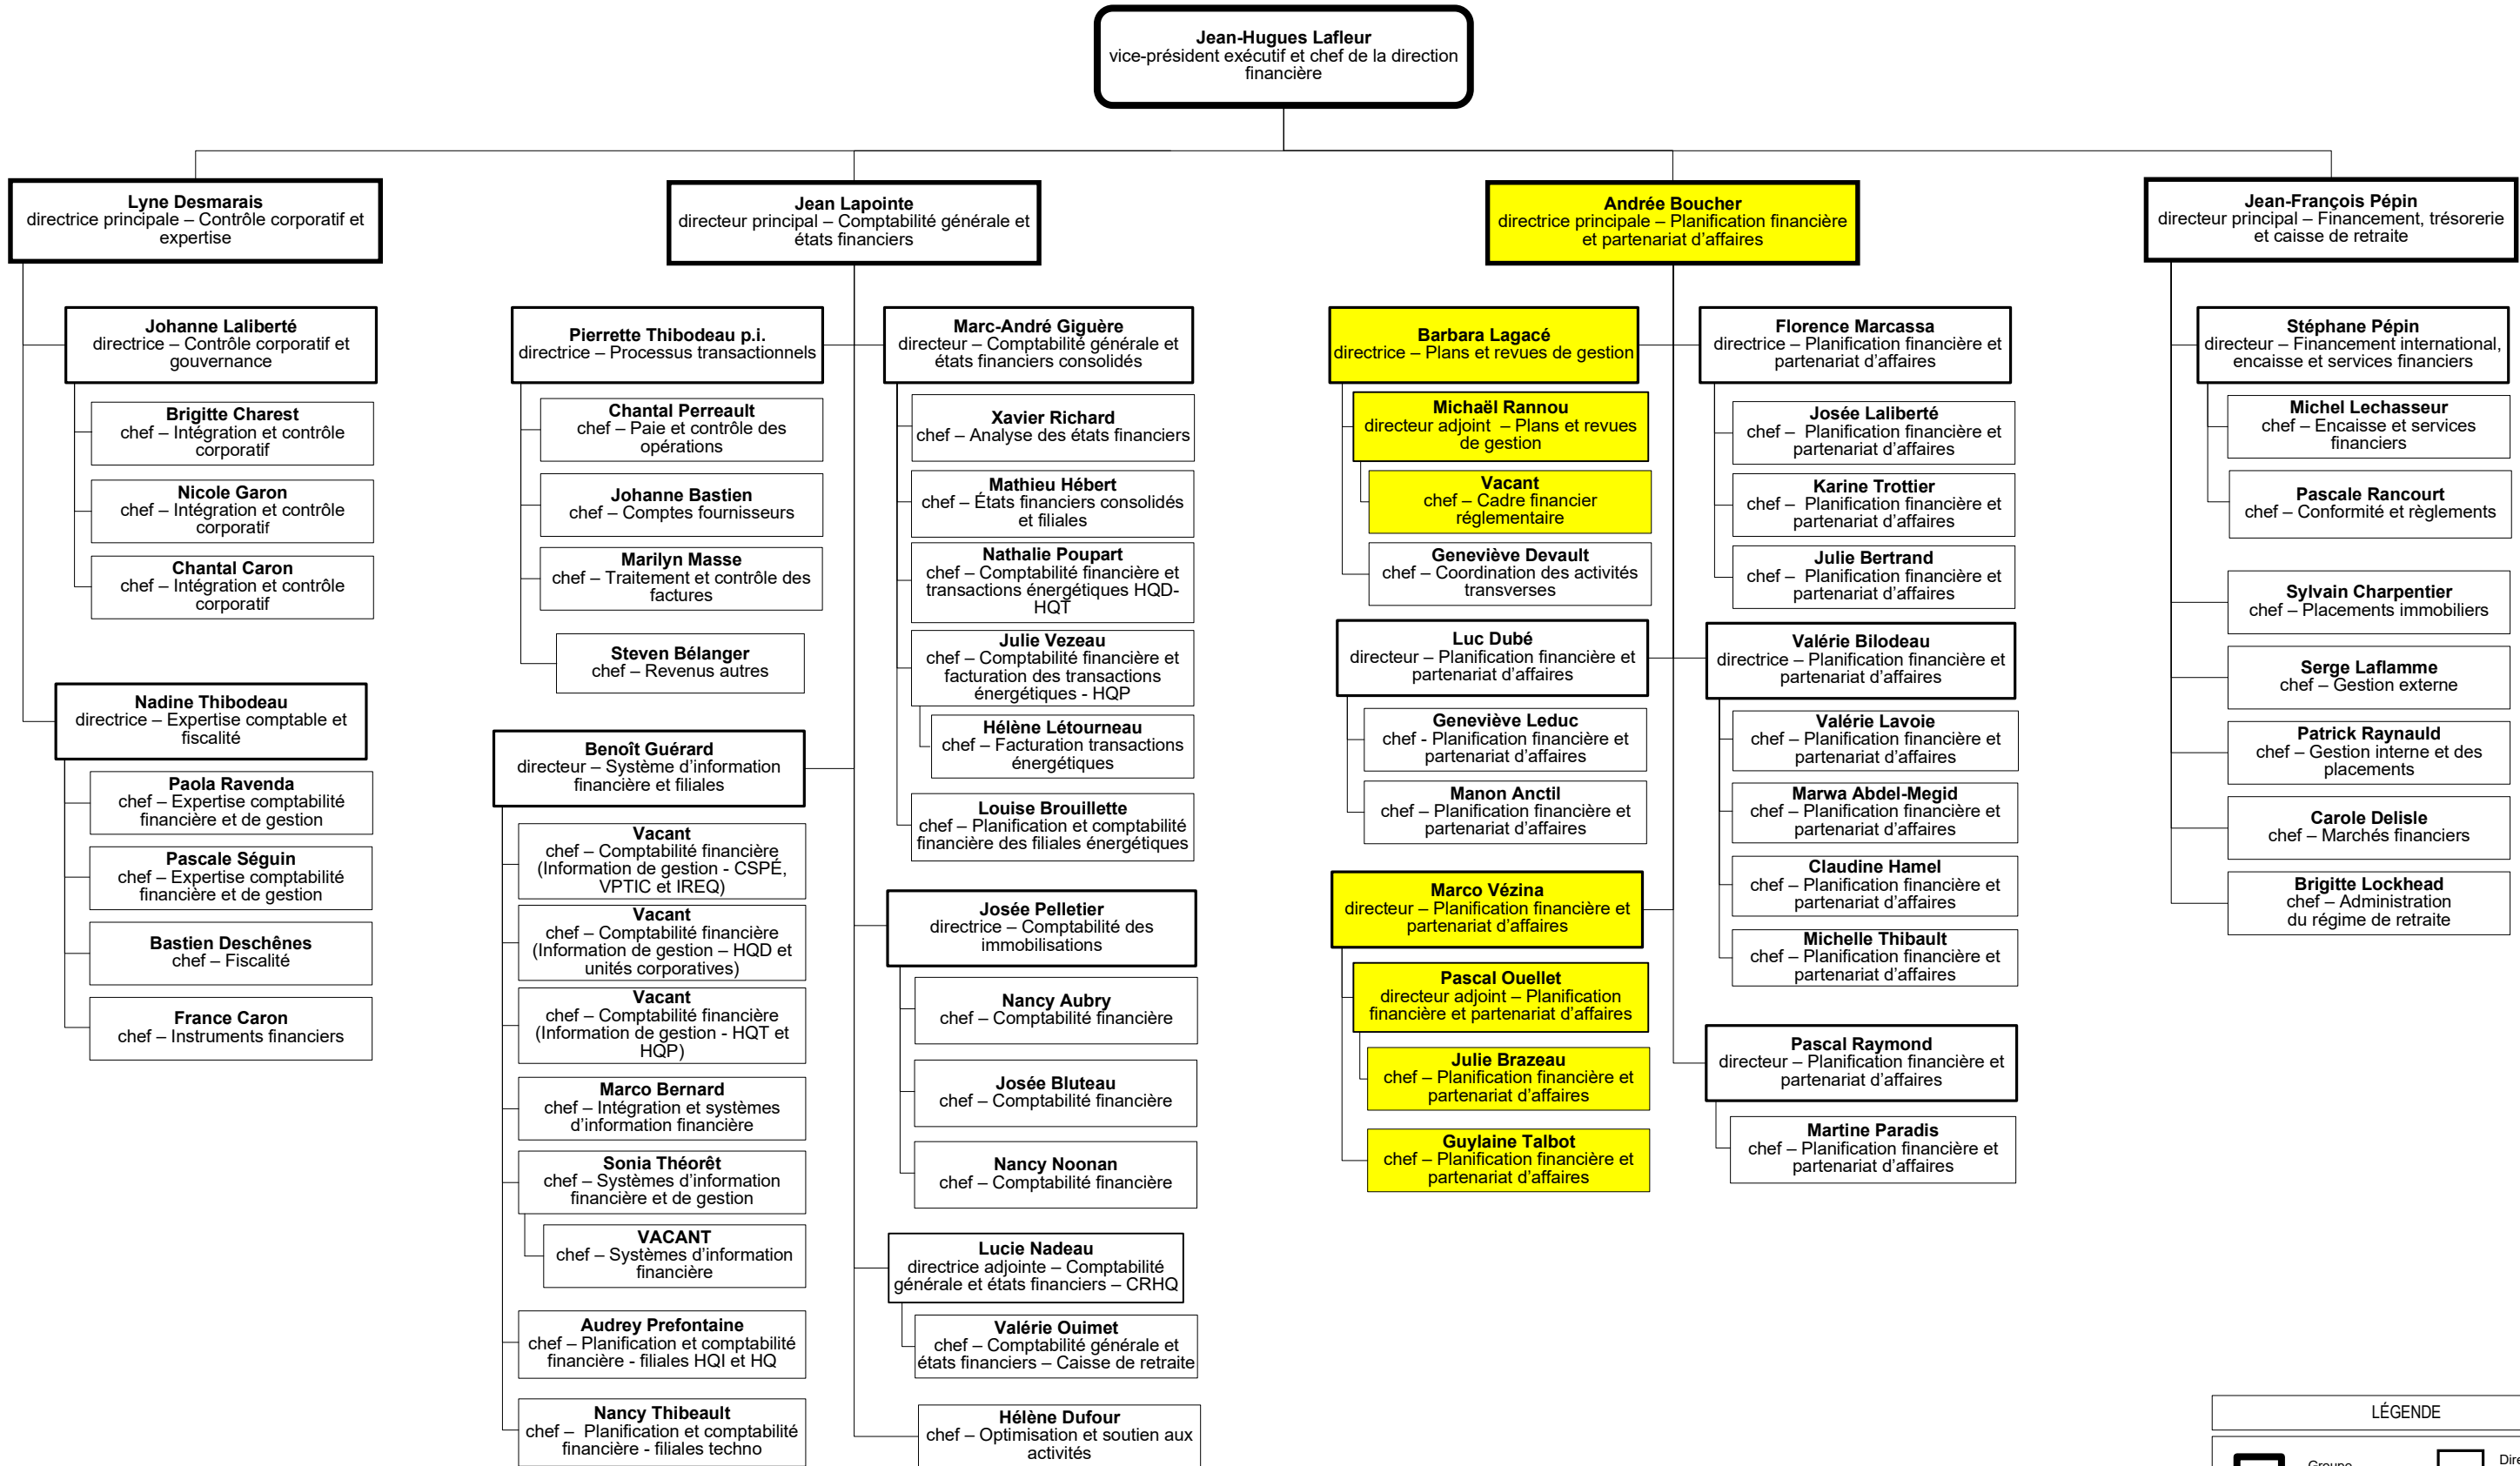 Jean-Hugues Lafleur
vice-président exécutif et chef de la direction
financière
Lyne Desmarais
directrice principale – Contrôle corporatif et
expertise
Johanne Laliberté
directrice – Contrôle corporatif et
gouvernance
Brigitte Charest
chef – Intégration et contrôle
corporatif
Nicole Garon
chef – Intégration et contrôle
corporatif
Chantal Caron
chef – Intégration et contrôle
corporatif
Nadine Thibodeau
directrice – Expertise comptable et
fiscalité
Paola Ravenda
chef – Expertise comptabilité
financière et de gestion
Pascale Séguin
chef – Expertise comptabilité
financière et de gestion
Bastien Deschênes
chef – Fiscalité
France Caron
chef – Instruments financiers
Jean Lapointe
directeur principal – Comptabilité générale et
états financiers
Pierrette Thibodeau p.i.
directrice – Processus transactionnels
Chantal Perreault
chef – Paie et contrôle des
opérations
Johanne Bastien
chef – Comptes fournisseurs
Marilyn Masse
chef – Traitement et contrôle des
factures
Steven Bélanger
chef – Revenus autres
Benoît Guérard
directeur – Système d'information
financière et filiales
Vacant
chef – Comptabilité financière
(Information de gestion - CSPÉ,
VPTIC et IREQ)
Vacant
chef – Comptabilité financière
(Information de gestion – HQD et
unités corporatives)
Vacant
chef – Comptabilité financière
(Information de gestion - HQT et
HQP)
Marco Bernard
chef – Intégration et systèmes
d'information financière
Sonia Théorêt
chef – Systèmes d'information
financière et de gestion
VACANT
chef – Systèmes d'information
financière
Audrey Prefontaine
chef – Planification et comptabilité
financière - filiales HQI et HQ
Nancy Thibeault
chef – Planification et comptabilité
financière - filiales techno
Marc-André Giguère
directeur – Comptabilité générale et
états financiers consolidés
Xavier Richard
chef – Analyse des états financiers
Mathieu Hébert
chef – États financiers consolidés
et filiales
Nathalie Poupart
chef – Comptabilité financière et
transactions énergétiques HQD-
HQT
Julie Vezeau
chef – Comptabilité financière et
facturation des transactions
énergétiques - HQP
Hélène Létourneau
chef – Facturation transactions
énergétiques
Louise Brouillette
chef – Planification et comptabilité
financière des filiales énergétiques
Josée Pelletier
directrice – Comptabilité des
immobilisations
Nancy Aubry
chef – Comptabilité financière
Josée Bluteau
chef – Comptabilité financière
Nancy Noonan
chef – Comptabilité financière
Lucie Nadeau
directrice adjointe – Comptabilité
générale et états financiers – CRHQ
Valérie Ouimet
chef – Comptabilité générale et
états financiers – Caisse de retraite
Hélène Dufour
chef – Optimisation et soutien aux
activités
Andrée Boucher
directrice principale – Planification financière
et partenariat d'affaires
Barbara Lagacé
directrice – Plans et revues de gestion
Michaël Rannou
directeur adjoint – Plans et revues
de gestion
Vacant
chef – Cadre financier
réglementaire
Geneviève Devault
chef – Coordination des activités
transverses
Luc Dubé
directeur – Planification financière et
partenariat d'affaires
Geneviève Leduc
chef - Planification financière et
partenariat d'affaires
Manon Anctil
chef – Planification financière et
partenariat d'affaires
Marco Vézina
directeur – Planification financière et
partenariat d'affaires
Pascal Ouellet
directeur adjoint – Planification
financière et partenariat d'affaires
Julie Brazeau
chef – Planification financière et
partenariat d'affaires
Guylaine Talbot
chef – Planification financière et
partenariat d'affaires
Florence Marcassa
directrice – Planification financière et
partenariat d'affaires
Josée Laliberté
chef – Planification financière et
partenariat d'affaires
Karine Trottier
chef – Planification financière et
partenariat d'affaires
Julie Bertrand
chef – Planification financière et
partenariat d'affaires
Valérie Bilodeau
directrice – Planification financière et
partenariat d'affaires
Valérie Lavoie
chef – Planification financière et
partenariat d'affaires
Marwa Abdel-Megid
chef – Planification financière et
partenariat d'affaires
Claudine Hamel
chef – Planification financière et
partenariat d'affaires
Michelle Thibault
chef – Planification financière et
partenariat d'affaires
Pascal Raymond
directeur – Planification financière et
partenariat d'affaires
Martine Paradis
chef – Planification financière et
partenariat d'affaires
Jean-François Pépin
directeur principal – Financement, trésorerie
et caisse de retraite
Stéphane Pépin
directeur – Financement international,
encaisse et services financiers
Michel Lechasseur
chef – Encaisse et services
financiers
Pascale Rancourt
chef – Conformité et règlements
Sylvain Charpentier
chef – Placements immobiliers
Serge Laflamme
chef – Gestion externe
Patrick Raynauld
chef – Gestion interne et des
placements
Carole Delisle
chef – Marchés financiers
Brigitte Lockhead
chef – Administration
du régime de retraite
LÉGENDE